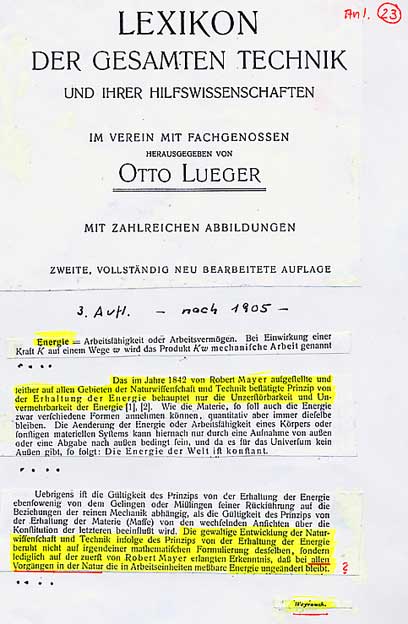 Anl. 23
LEXIKON
DER GESAMTEN TECHNIK
UND IHRER HILFSWISSENSCHAFTEN
IM VEREIN MIT FACHGENOSSEN
HERAUSGEGEBEN VON
OTTO LUEGER
MIT ZAHLREICHEN ABBILDUNGEN
ZWEITE, VOLLSTÄNDIG NEU BEARBEITETE AUFLAGE
3. Aufl. – nach 1905 –
Energie = Arbeitsfähigkeit oder Arbeitsvermögen. Bei Einwirkung einer
Kraft K auf einem Wege w wird das Produkt Kw mechanische Arbeit genannt
....
Das im Jahre 1842 von Robert Mayer aufgestellte und
seither auf allen Gebieten der Naturwissenschaft und Technik bestätigte Prinzip von
der Erhaltung der Energie behauptet nur die Unzerstörbarkeit und Un-
vermehrbarkeit der Energie [1], [2]. Wie die Materie, so soll auch die Energie
zwar verschiedene Formen annehmen können, quantitativ aber immer dieselbe
bleiben. Die Aenderung der Energie oder Arbeitsfähigkeit eines Körpers oder
sonstigen materiellen Systems kann hiernach nur durch eine Aufnahme von außen
oder eine Abgabe nach außen bedingt sein, und da es für das Universum kein
Außen gibt, so folgt: Die Energie der Welt ist konstant.
....
Uebrigens ist die Gültigkeit des Prinzips von der Erhaltung der Energie
ebensowenig von dem Gelingen oder Mißlingen seiner Rückführung auf die
Beziehungen der reinen Mechanik abhängig, als die Gültigkeit des Prinzips von
der Erhaltung der Materie (Masse) von den wechselnden Ansichten über die
Konstitution der letzteren beeinflußt wird. Die gewaltige Entwicklung der Natur-
wissenschaft und Technik infolge des Prinzips von der Erhaltung der Energie
beruht nicht auf irgendeiner mathematischen Formulierung desselben, sondern
lediglich auf der zuerst von Robert Mayer erlangten Erkenntnis, daß bei allen
Vorgängen in der Natur die in Arbeitseinheiten meßbare Energie ungeändert bleibt. ?
....
Weyrauch.